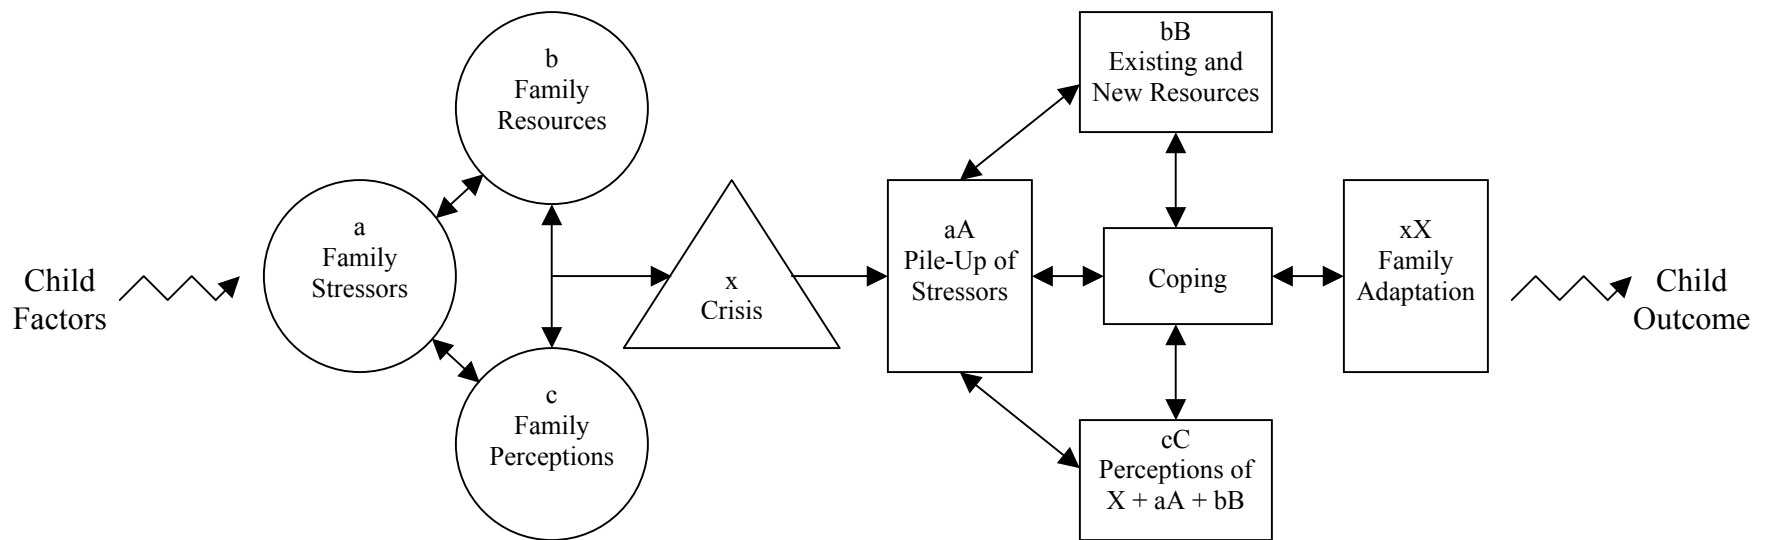 Child
Factors
a
Family
Stressors
b
Family
Resources
c
Family
Perceptions
x
Crisis
aA
Pile-Up of
Stressors
bB
Existing and
New Resources
Coping
cC
Perceptions of
X + aA + bB
xX
Family
Adaptation
Child
Outcome